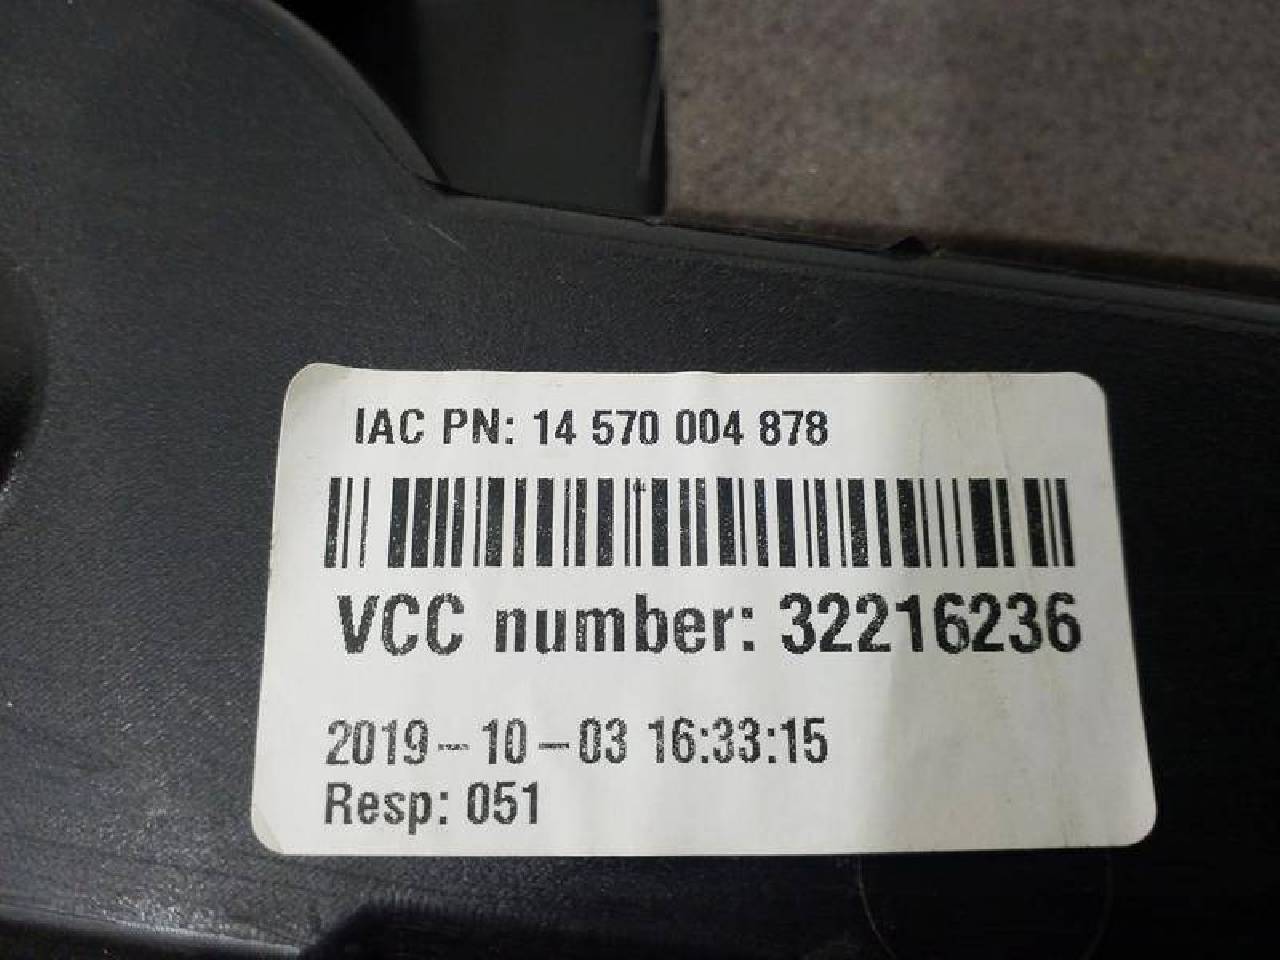 IAC PN: 14 570 004 878
VCC number: 32216236
2019-10-03 16:33:15
Resp: 051